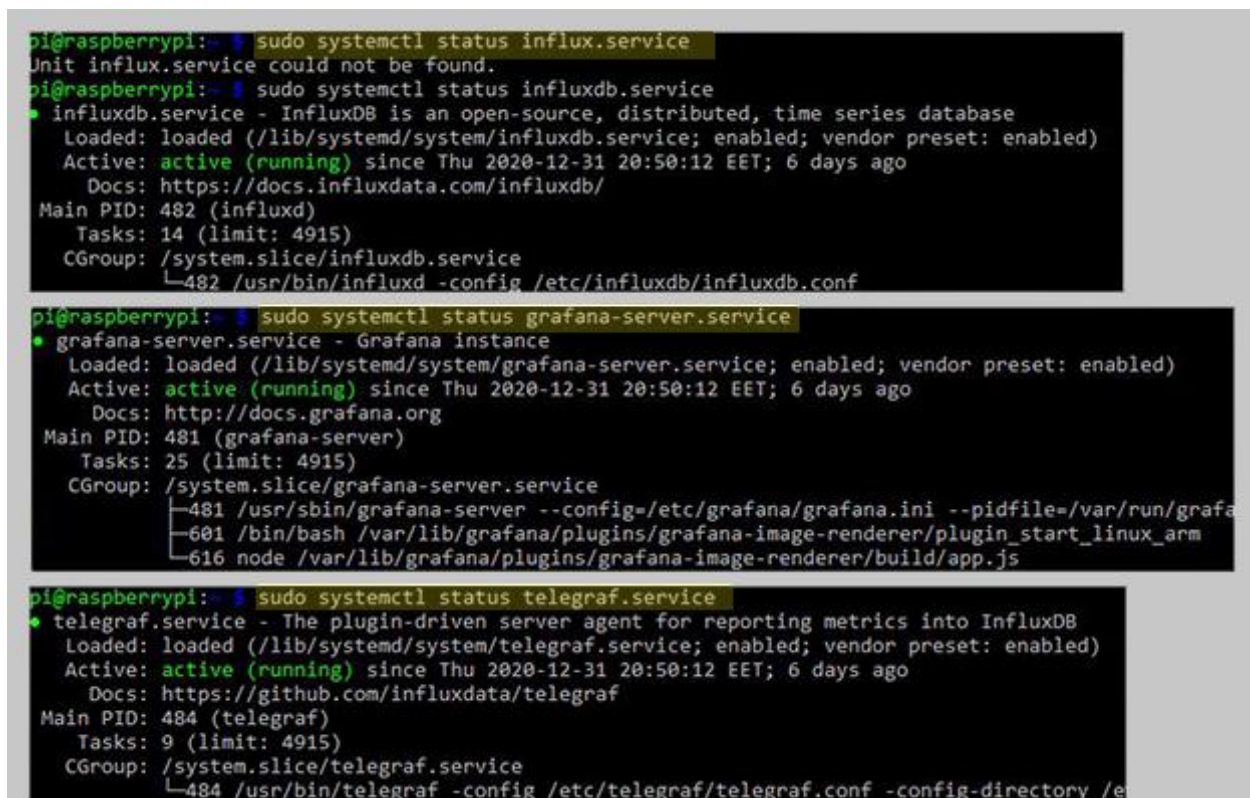 pi@raspberrypi:~ $ sudo systemctl status influx.service
Unit influx.service could not be found.
pi@raspberrypi:~ $ sudo systemctl status influxdb.service
● influxdb.service - InfluxDB is an open-source, distributed, time series database
Loaded: loaded (/lib/systemd/system/influxdb.service; enabled; vendor preset: enabled)
Active: active (running) since Thu 2020-12-31 20:50:12 EET; 6 days ago
Docs: https://docs.influxdata.com/influxdb/
Main PID: 482 (influxd)
Tasks: 14 (limit: 4915)
CGroup: /system.slice/influxdb.service
└─482 /usr/bin/influxd -config /etc/influxdb/influxdb.conf
pi@raspberrypi:~ $ sudo systemctl status grafana-server.service
● grafana-server.service - Grafana instance
Loaded: loaded (/lib/systemd/system/grafana-server.service; enabled; vendor preset: enabled)
Active: active (running) since Thu 2020-12-31 20:50:12 EET; 6 days ago
Docs: http://docs.grafana.org
Main PID: 481 (grafana-server)
Tasks: 25 (limit: 4915)
CGroup: /system.slice/grafana-server.service
├─481 /usr/sbin/grafana-server --config=/etc/grafana/grafana.ini --pidfile=/var/run/grafa
├─601 /bin/bash /var/lib/grafana/plugins/grafana-image-renderer/plugin_start_linux_arm
└─616 node /var/lib/grafana/plugins/grafana-image-renderer/build/app.js
pi@raspberrypi:~ $ sudo systemctl status telegraf.service
● telegraf.service - The plugin-driven server agent for reporting metrics into InfluxDB
Loaded: loaded (/lib/systemd/system/telegraf.service; enabled; vendor preset: enabled)
Active: active (running) since Thu 2020-12-31 20:50:12 EET; 6 days ago
Docs: https://github.com/influxdata/telegraf
Main PID: 484 (telegraf)
Tasks: 9 (limit: 4915)
CGroup: /system.slice/telegraf.service
└─484 /usr/bin/telegraf -config /etc/telegraf/telegraf.conf -config-directory /e